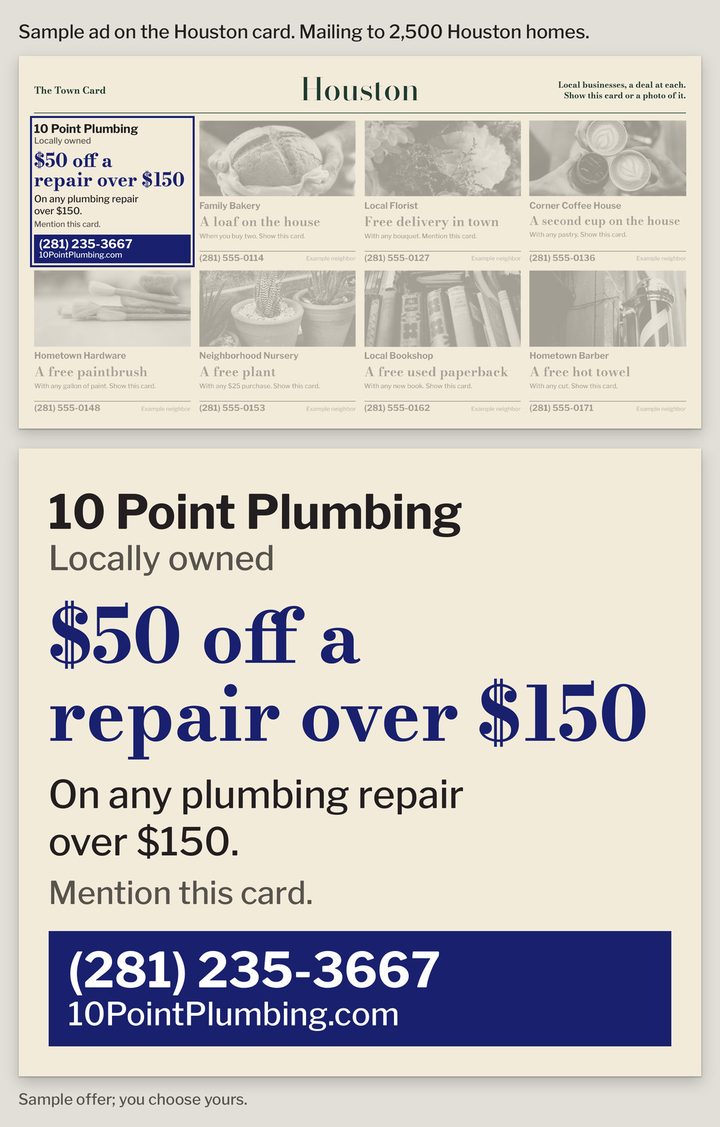 Sample ad on the Houston card. Mailing to 2,500 Houston homes.
The Town Card
Houston
Local businesses, a deal at each.
Show this card or a photo of it.
10 Point Plumbing
Locally owned
$50 off a
repair over $150
On any plumbing repair
over $150.
Mention this card.
(281) 235-3667
10PointPlumbing.com
Family Bakery
A loaf on the house
When you buy two. Show this card.
(281) 555-0114
Example neighbor
Local Florist
Free delivery in town
With any bouquet. Mention this card.
(281) 555-0127
Example neighbor
Corner Coffee House
A second cup on the house
With any pastry. Show this card.
(281) 555-0136
Example neighbor
Hometown Hardware
A free paintbrush
With any gallon of paint. Show this card.
(281) 555-0148
Example neighbor
Neighborhood Nursery
A free plant
With any $25 purchase. Show this card.
(281) 555-0153
Example neighbor
Local Bookshop
A free used paperback
With any new book. Show this card.
(281) 555-0162
Example neighbor
Hometown Barber
A free hot towel
With any cut. Show this card.
(281) 555-0171
Example neighbor
10 Point Plumbing
Locally owned
$50 off a
repair over $150
On any plumbing repair
over $150.
Mention this card.
(281) 235-3667
10PointPlumbing.com
Sample offer; you choose yours.